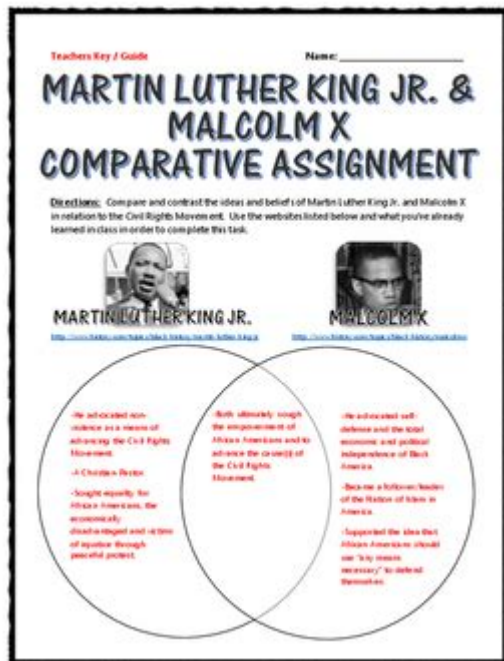 Teachers Key / Guide Name:
MARTIN LUTHER KING JR. &
MALCOLM X
COMPARATIVE ASSIGNMENT
Directions: Compare and contrast the ideas and beliefs of Martin Luther King Jr. and Malcolm X
in relation to the Civil Rights Movement. Use the websites listed below and what you've already
learned in class in order to complete this task.
MARTIN LUTHER KING JR.
MALCOLM X
-He advocated non-
violence as a means of
advancing the Civil Rights
Movement.
-A Christian Pastor
-Sought equality for
African Americans, the
economically
disadvantaged and victims
of injustice through
peaceful protest.
-Both ultimately sough
the empowerment of
African Americans and to
advance the cause(s) of
the Civil Rights
Movement.
-He advocated self-
defense and the total
economic and political
independence of Black
America.
-Became a follower/leader
of the Nation of Islam in
America
-Supported the idea that
African Americans should
use "any means
necessary" to defend
themselves.